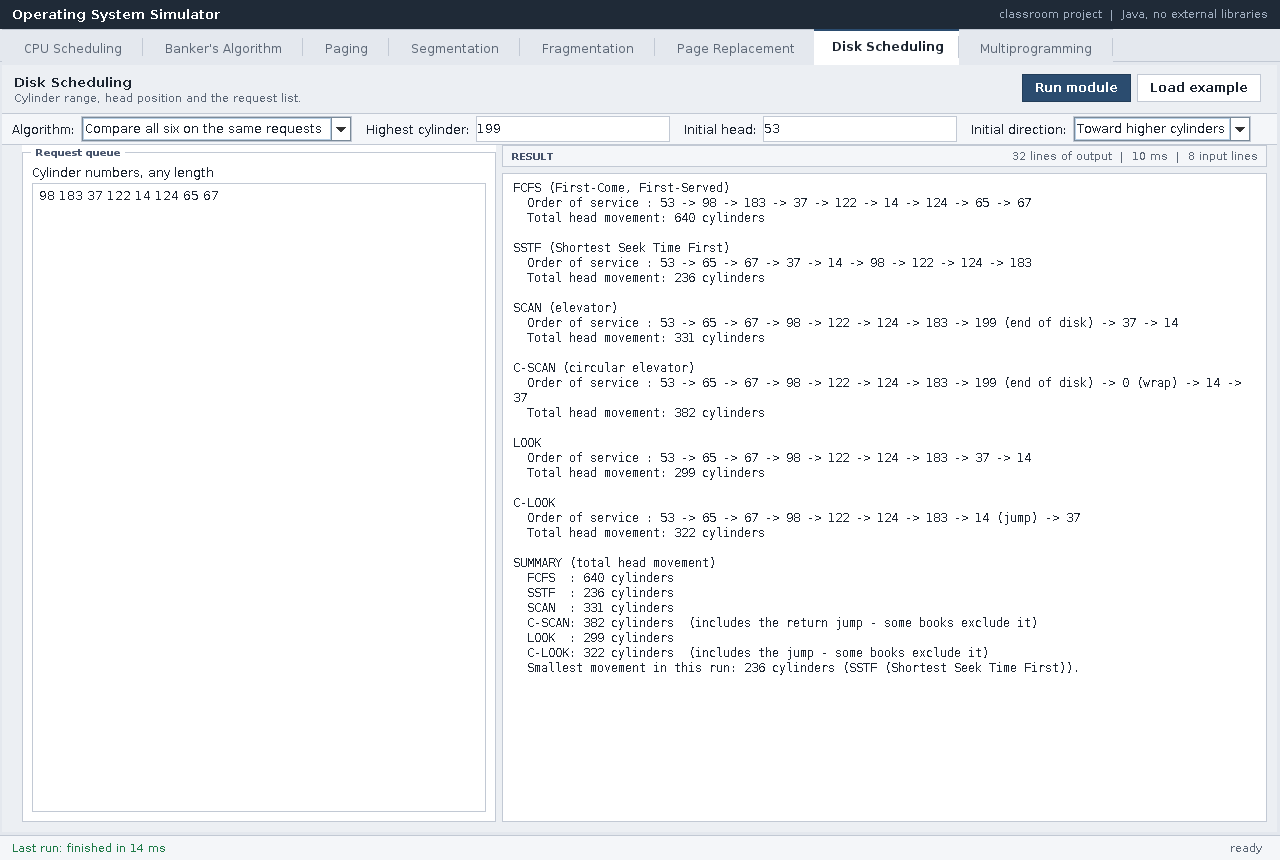 Operating System Simulator
classroom project | Java, no external libraries
CPU Scheduling
Banker's Algorithm
Paging
Segmentation
Fragmentation
Page Replacement
Disk Scheduling
Multiprogramming
Disk Scheduling
Cylinder range, head position and the request list.
Run module
Load example
Algorithm: Compare all six on the same requests
Highest cylinder: 199
Initial head: 53
Initial direction: Toward higher cylinders
Request queue
Cylinder numbers, any length
98 183 37 122 14 124 65 67
RESULT
32 lines of output | 10 ms | 8 input lines
FCFS (First-Come, First-Served)
Order of service : 53 -> 98 -> 183 -> 37 -> 122 -> 14 -> 124 -> 65 -> 67
Total head movement: 640 cylinders
SSTF (Shortest Seek Time First)
Order of service : 53 -> 65 -> 67 -> 37 -> 14 -> 98 -> 122 -> 124 -> 183
Total head movement: 236 cylinders
SCAN (elevator)
Order of service : 53 -> 65 -> 67 -> 98 -> 122 -> 124 -> 183 -> 199 (end of disk) -> 37 -> 14
Total head movement: 331 cylinders
C-SCAN (circular elevator)
Order of service : 53 -> 65 -> 67 -> 98 -> 122 -> 124 -> 183 -> 199 (end of disk) -> 0 (wrap) -> 14 ->
37
Total head movement: 382 cylinders
LOOK
Order of service : 53 -> 65 -> 67 -> 98 -> 122 -> 124 -> 183 -> 37 -> 14
Total head movement: 299 cylinders
C-LOOK
Order of service : 53 -> 65 -> 67 -> 98 -> 122 -> 124 -> 183 -> 14 (jump) -> 37
Total head movement: 322 cylinders
SUMMARY (total head movement)
FCFS : 640 cylinders
SSTF : 236 cylinders
SCAN : 331 cylinders
C-SCAN: 382 cylinders (includes the return jump - some books exclude it)
LOOK : 299 cylinders
C-LOOK: 322 cylinders (includes the jump - some books exclude it)
Smallest movement in this run: 236 cylinders (SSTF (Shortest Seek Time First)).
Last run: finished in 14 ms
ready